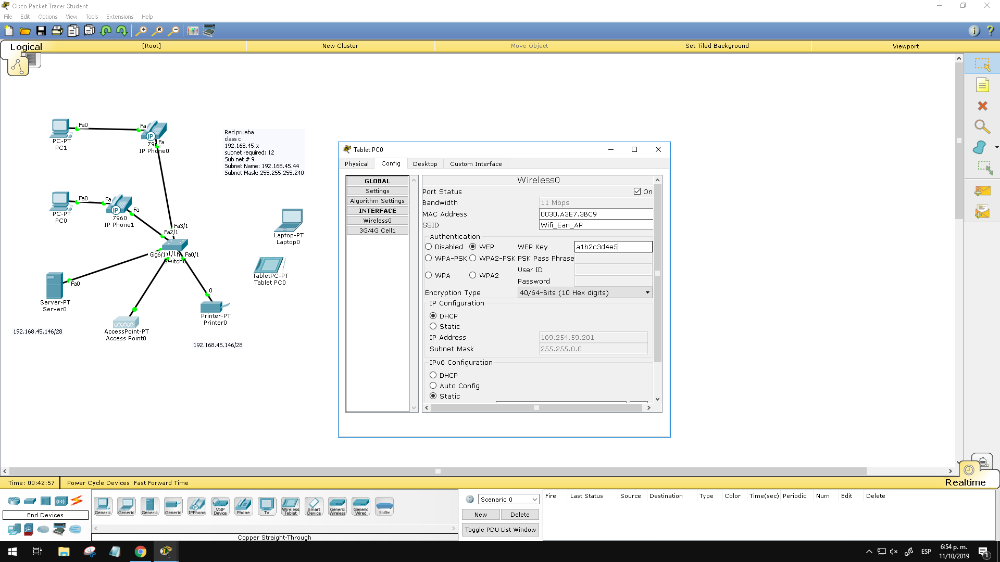 Cisco Packet Tracer Student
File Edit Options View Tools Extensions Help
Logical [Root] New Cluster Move Object Set Tiled Background Viewport
Fa0 Fa
PC-PT
PC1
Fa
IP Phone0
Red prueba
class c
192.168.45.x
subnet required: 12
Sub net # 9
Subnet Name: 192.168.45.44
Subnet Mask: 255.255.255.240
Fa0 Fa
PC-PT
PC0
Fa
7960
IP Phone1
Fa3/1
Fa2/1
Fa0/1
Switch0
Laptop-PT
Laptop0
TabletPC-PT
Tablet PC0
Fa0
Server-PT
Server0
0
Printer-PT
Printer0
AccessPoint-PT
Access Point0
192.168.45.146/28
192.168.45.146/28
Tablet PC0
Physical Config Desktop Custom Interface
GLOBAL
Settings
Algorithm Settings
INTERFACE
Wireless0
3G/4G Cell1
Wireless0
Port Status On
Bandwidth 11 Mbps
MAC Address 0030.A3E7.3BC9
SSID Wifi_Ean_AP
Authentication
Disabled WEP WEP Key a1b2c3d4e5
WPA-PSK WPA2-PSK PSK Pass Phrase
User ID
WPA WPA2
Password
Encryption Type 40/64-Bits (10 Hex digits)
IP Configuration
DHCP
Static
IP Address 169.254.59.201
Subnet Mask 255.255.0.0
IPv6 Configuration
DHCP
Auto Config
Static
Time: 00:42:57 Power Cycle Devices Fast Forward Time Realtime
End Devices
Generic Generic Generic Generic IPPhone VoIP Device Phone TV Wireless Tablet Smart Device Generic Wireless Generic Wired Sniffer
Copper Straight-Through
Scenario 0
New Delete
Toggle PDU List Window
Fire Last Status Source Destination Type Color Time(sec) Periodic Num Edit Delete
ESP
6:54 p. m.
11/10/2019
1